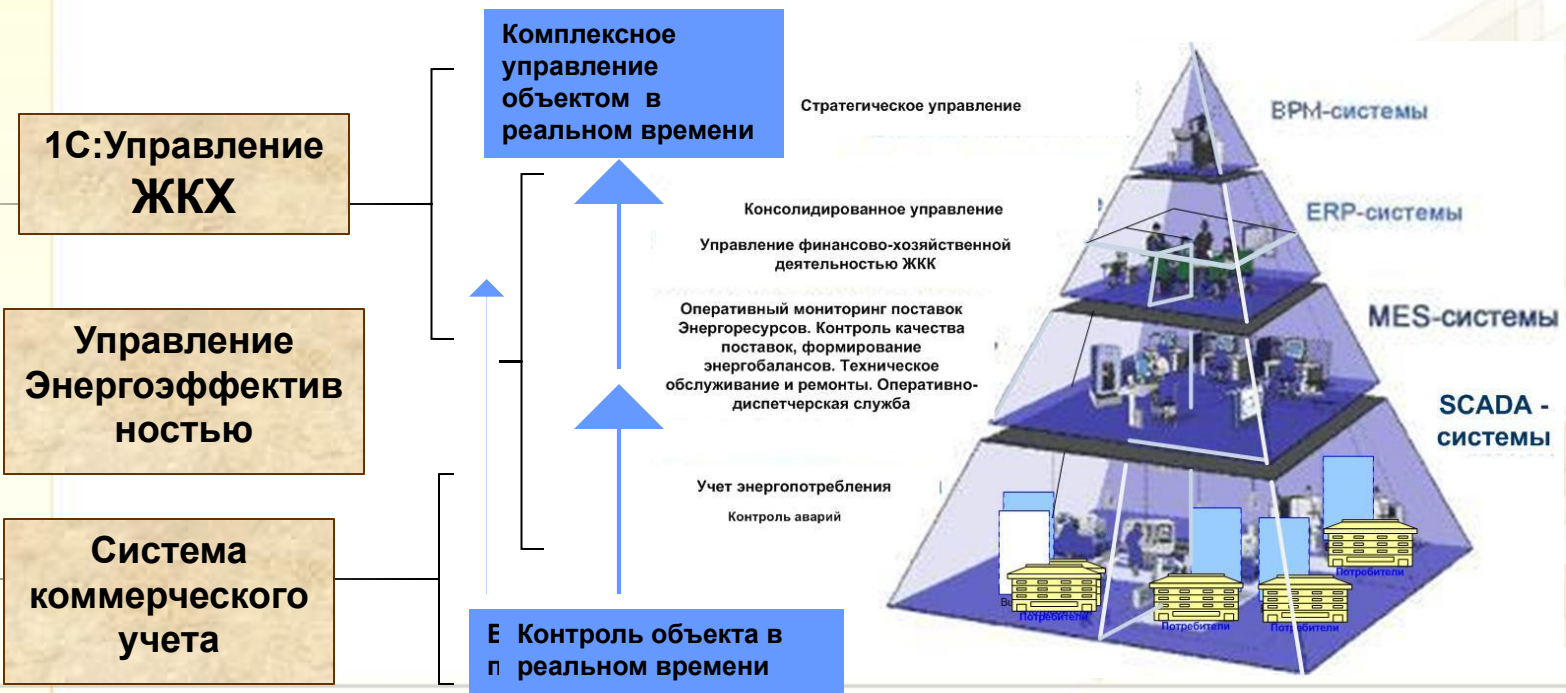 1С:Управление
ЖКХ
Управление
Энергоэффектив
ностью
Система
коммерческого
учета
Комплексное
управление
объектом в
реальном времени
Контроль объекта в
реальном времени
Стратегическое управление
Консолидированное управление
Управление финансово-хозяйственной
деятельностью ЖКК
Оперативный мониторинг поставок
Энергоресурсов. Контроль качества
поставок, формирование
энергобалансов. Техническое
обслуживание и ремонты. Оперативно-
диспетчерская служба
Учет энергопотребления
Контроль аварий
BPM-системы
ERP-системы
MES-системы
SCADA -
системы
Потребители
Потребители
Потребители
Потребители